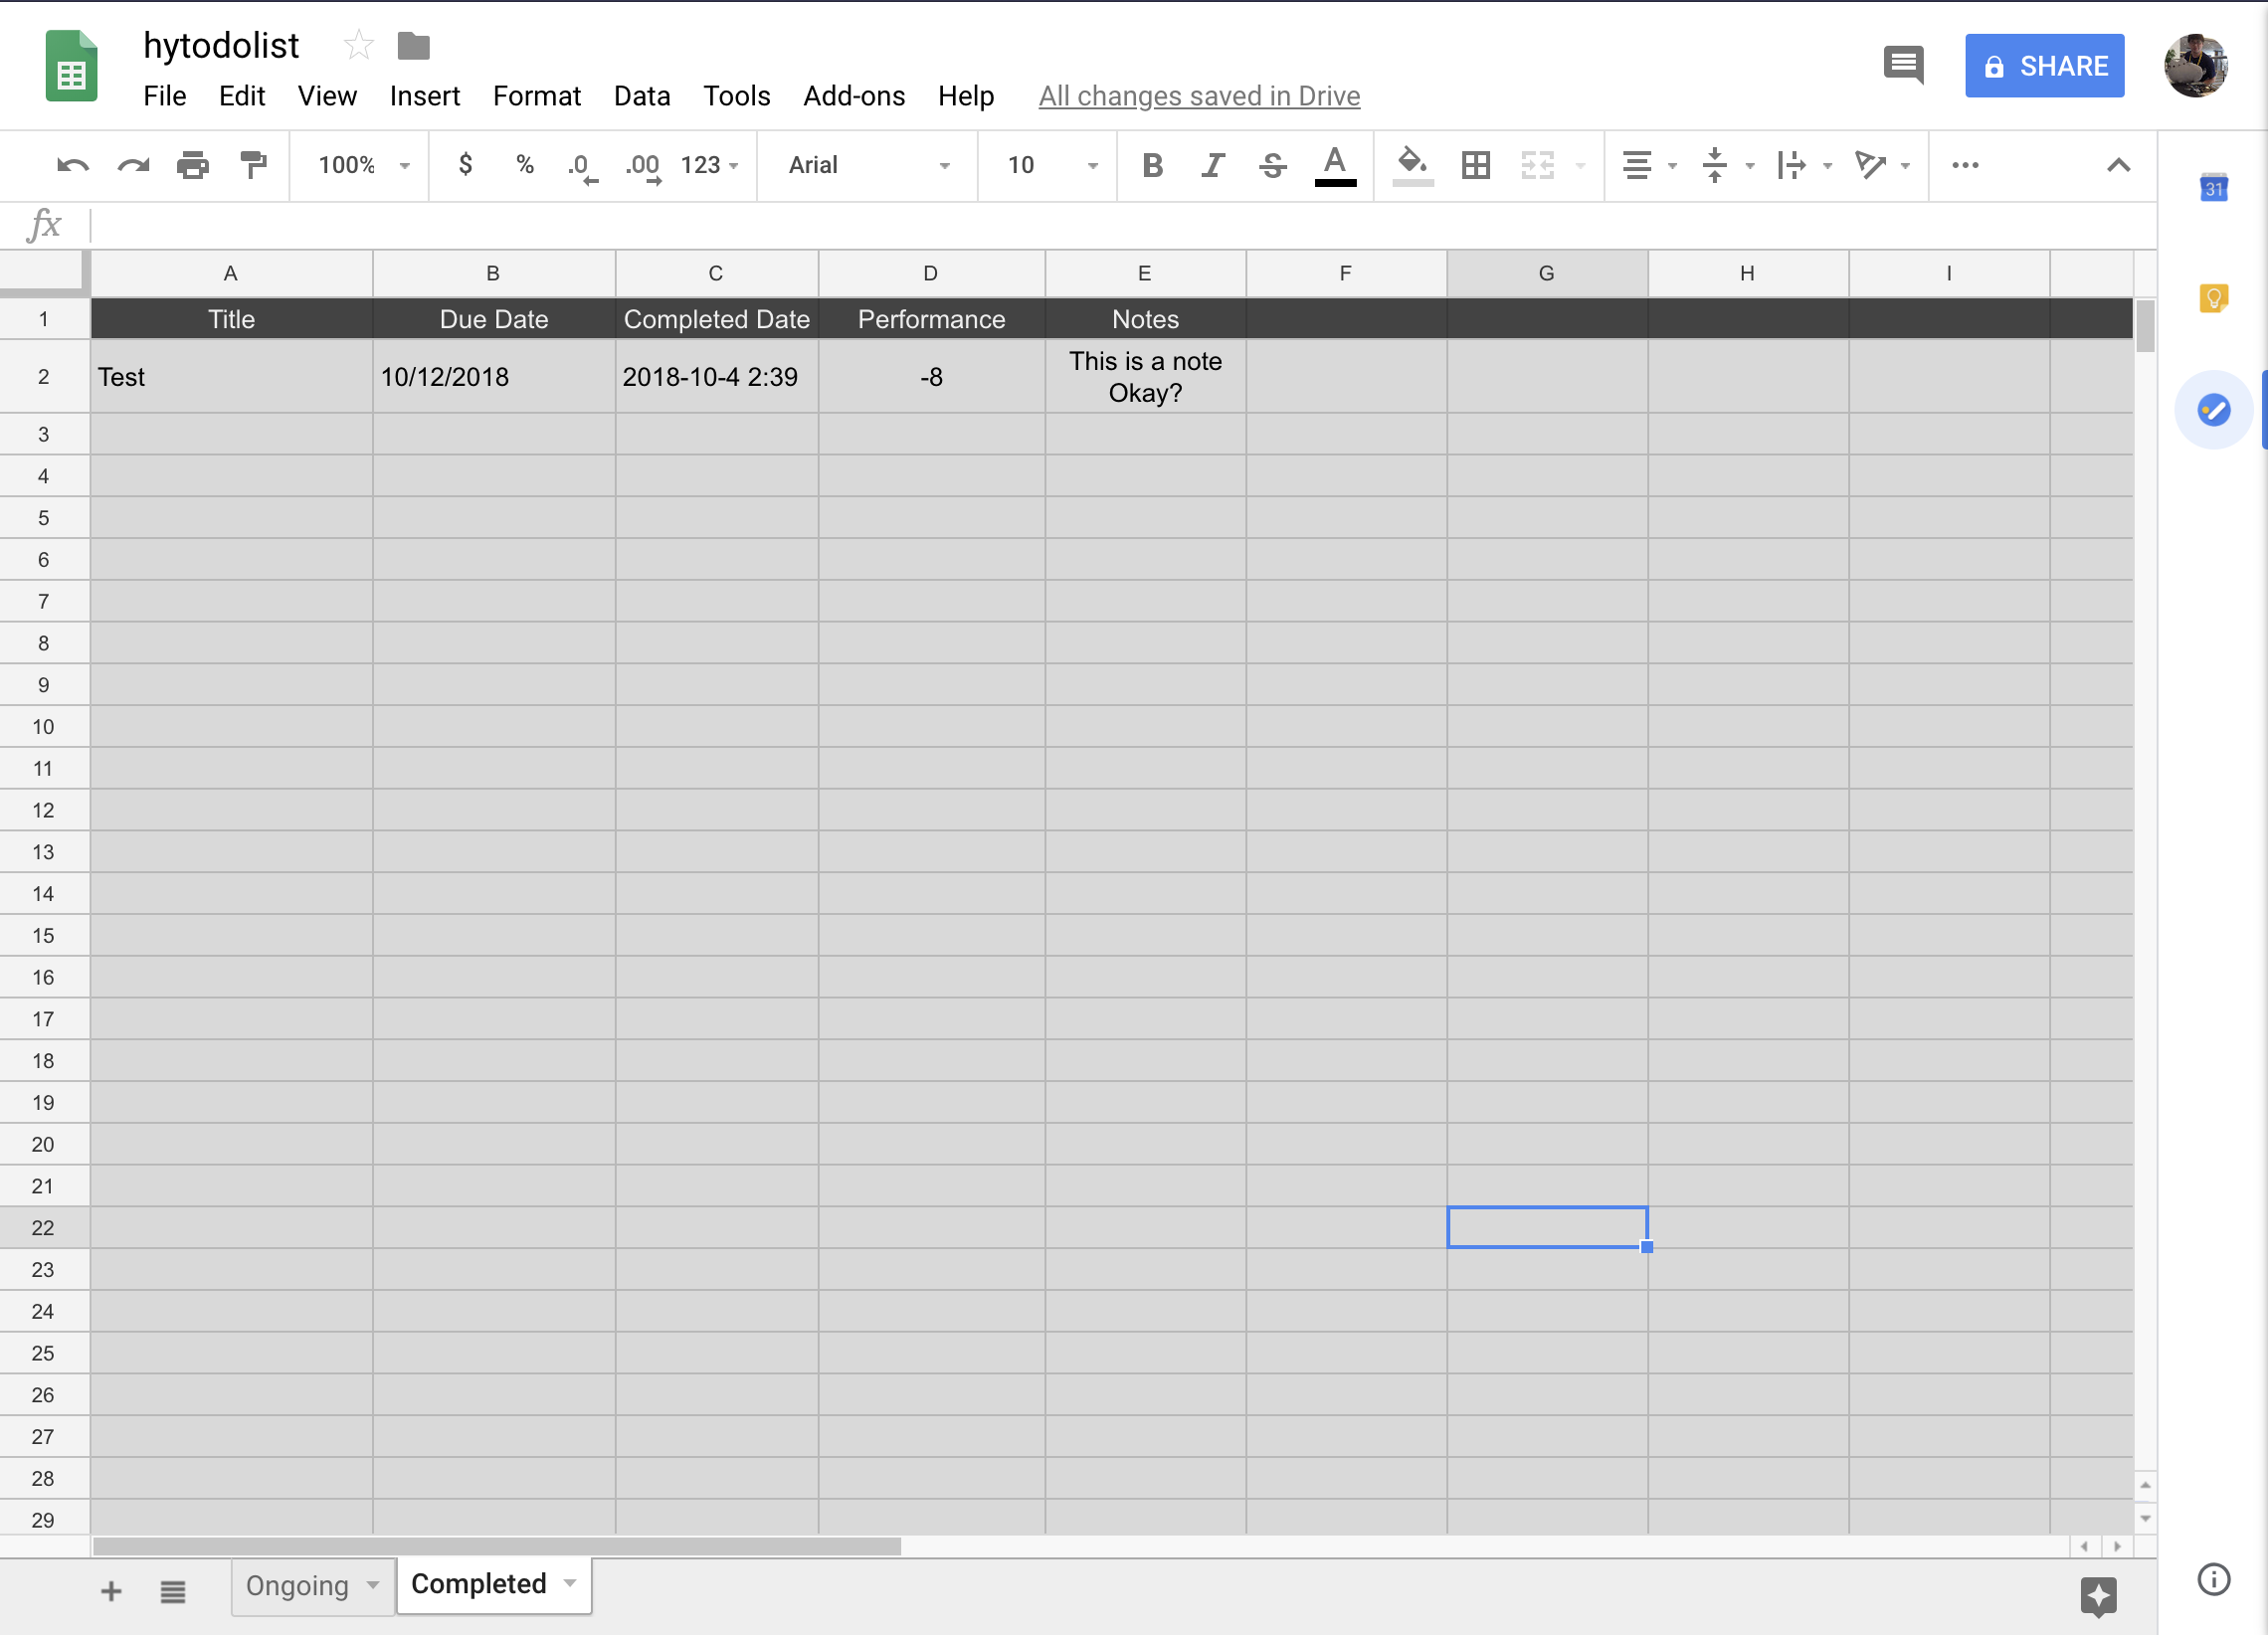 hytodolist
File Edit View Insert Format Data Tools Add-ons Help All changes saved in Drive
SHARE
100% $ % .0 .00 123 Arial 10 B I S A
31
fx
A B C D E F G H I
1 Title Due Date Completed Date Performance Notes
2 Test 10/12/2018 2018-10-4 2:39 -8 This is a note
Okay?
3
4
5
6
7
8
9
10
11
12
13
14
15
16
17
18
19
20
21
22
23
24
25
26
27
28
29
Ongoing Completed